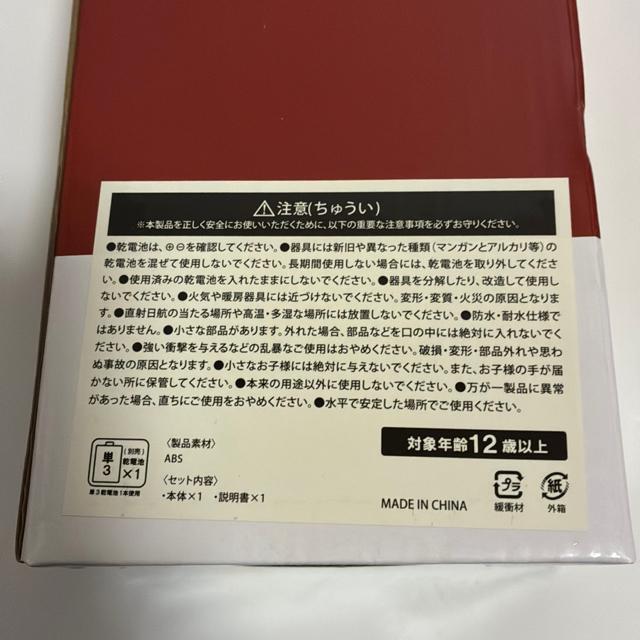 ⚠注意(ちゅうい)
※本製品を正しく安全にお使いいただくために、以下の重要な注意事項を必ずお守りください。
●乾電池は、⊕⊖を確認してください。●器具には新旧や異なった種類(マンガンとアルカリ等)の
乾電池を混ぜて使用しないでください。長期間使用しない場合には、乾電池を取り外してくださ
い。●使用済みの乾電池を入れたままにしないでください。●器具を分解したり、改造して使用し
ないでください。●火気や暖房器具には近づけないでください。変形・変質・火災の原因となりま
す。●直射日航の当たる場所や高温・多湿な場所には放置しないでください。●防水・耐水仕様で
はありません。●小さな部品があります。外れた場合、部品などを口の中には絶対に入れないでく
ださい。●強い衝撃を与えるなどの乱暴なご使用はおやめください。破損・変形・部品外れや思わ
ぬ事故の原因となります。●小さなお子様には絶対に与えないでください。また、お子様の手が届
かない所に保管してください。●本来の用途以外に使用しないでください。●万が一製品に異常
があった場合、直ちにご使用をおやめください。●水平で安定した場所でご使用ください。
単3
(別売)
乾電池
×1
単3乾電池1本使用
〈製品素材〉
ABS
〈セット内容〉
・本体×1 ・説明書×1
対象年齢12歳以上
MADE IN CHINA
プラ
緩衝材
紙
外箱